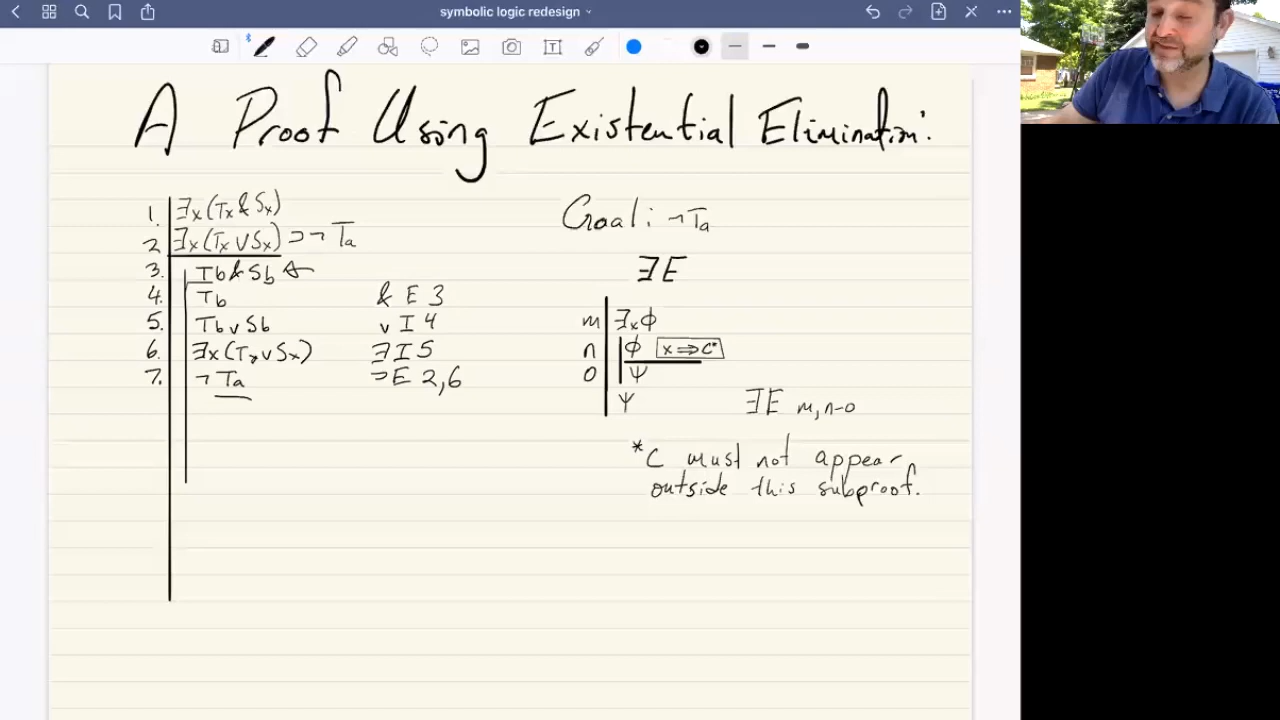 symbolic logic redesign
A Proof Using Existential Elimination:
1. ∃x(Tx & Sx)
2 ∃x(Tx ∨ Sx) ⊃ ¬Ta
3. Tb & Sb ←
4. Tb & E 3
5. Tb ∨ Sb ∨ I 4
6. ∃x(Tx ∨ Sx) ∃ I 5
7. ¬Ta ⊃E 2,6
Goal: ¬Ta
∃E
m ∃xΦ
n Φ x ⇒ c*
o Ψ
Ψ ∃E m, n-o
*C must not appear
outside this subproof.